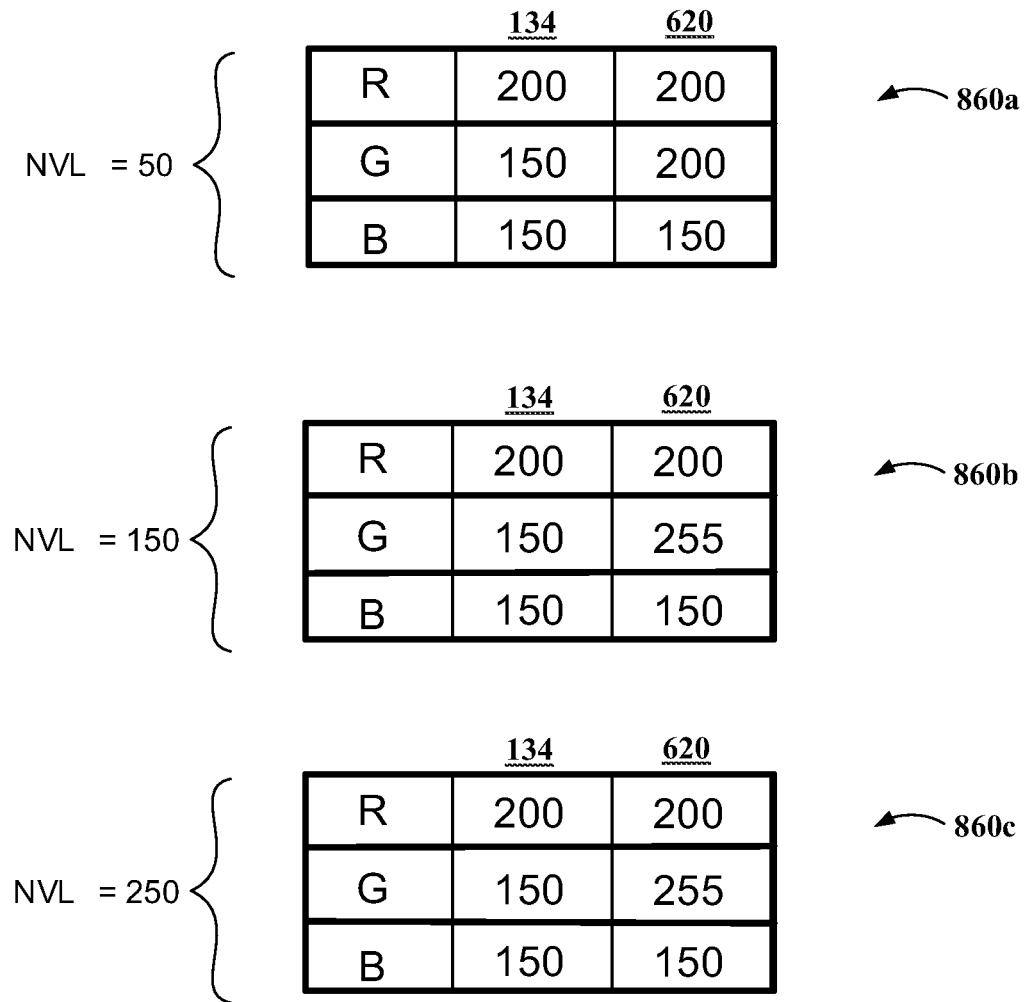 134 620
R 200 200 860a
NVL = 50 G 150 200
B 150 150
134 620
R 200 200 860b
NVL = 150 G 150 255
B 150 150
134 620
R 200 200 860c
NVL = 250 G 150 255
B 150 150